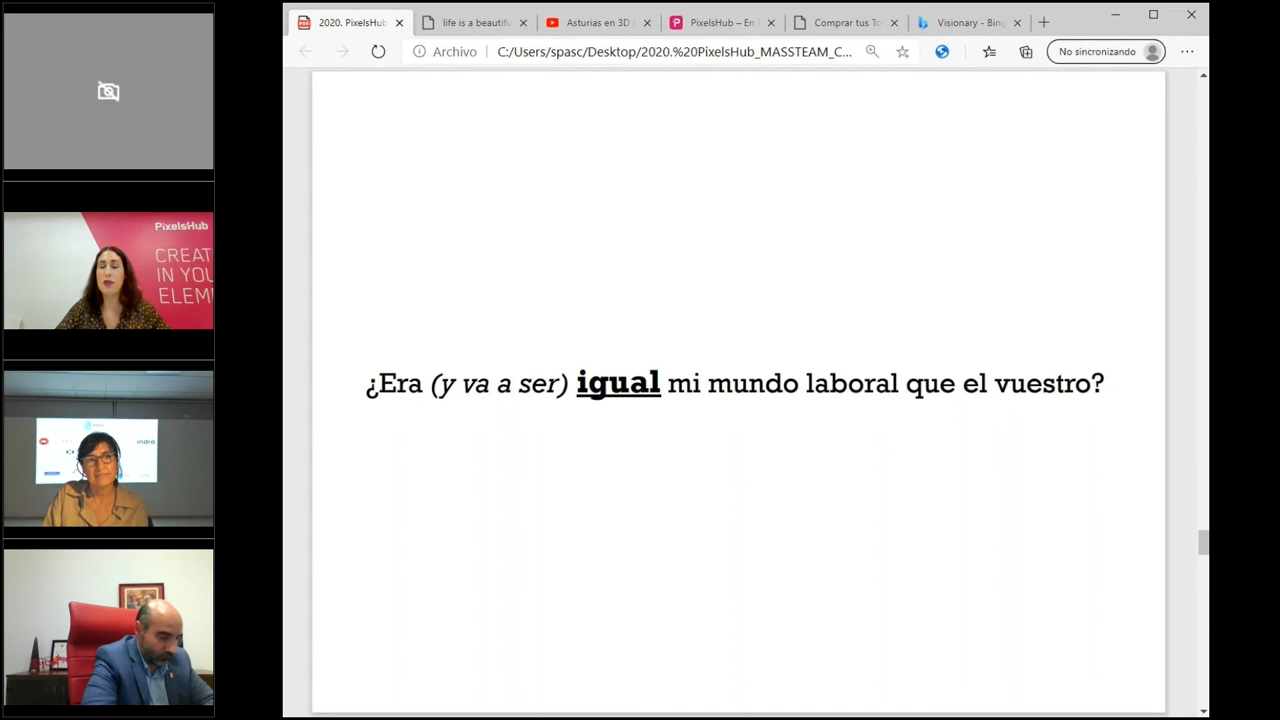 2020. PixelsHub
life is a beautifu
Asturias en 3D
PixelsHub – En
Comprar tus To
Visionary - Bing
Archivo
C:/Users/spasc/Desktop/2020.%20PixelsHub_MASSTEAM_C...
No sincronizando
PixelsHub
CREAT
IN YOU
ELEM
indra
¿Era (y va a ser) igual mi mundo laboral que el vuestro?